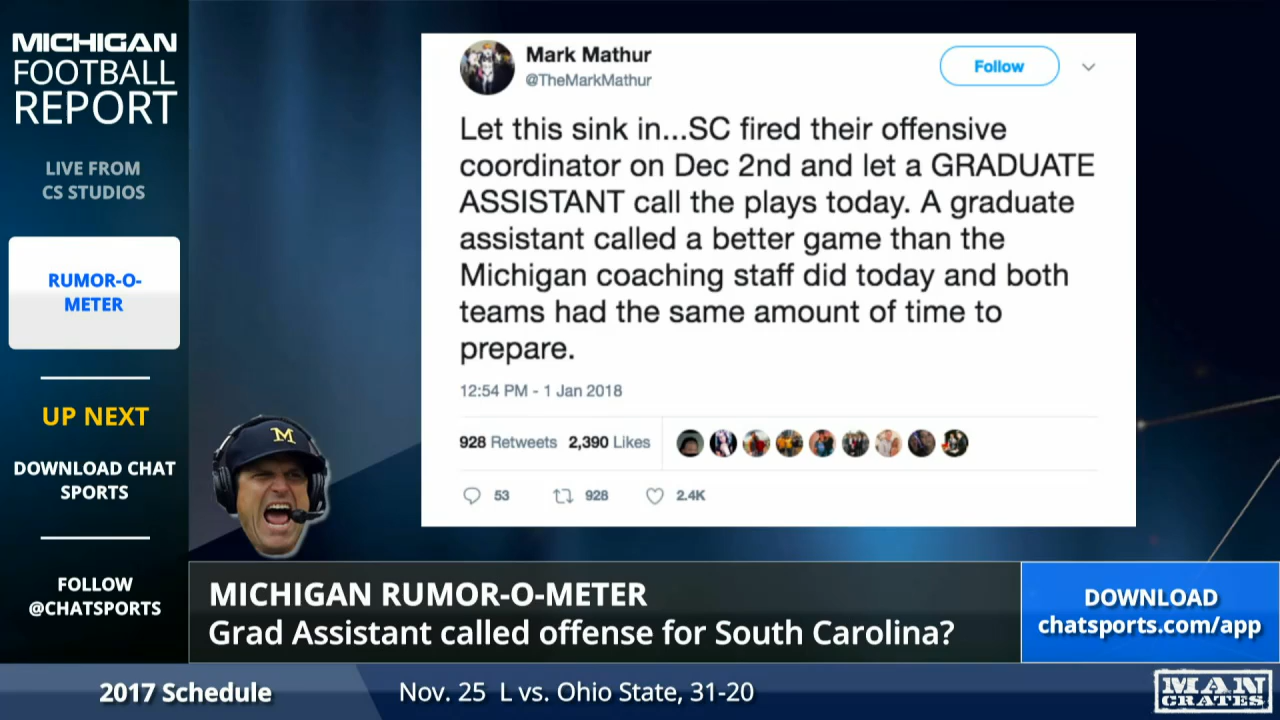 MICHIGAN
FOOTBALL
REPORT
LIVE FROM
CS STUDIOS
RUMOR-O-
METER
UP NEXT
DOWNLOAD CHAT
SPORTS
FOLLOW
@CHATSPORTS
Mark Mathur
@TheMarkMathur
Follow
Let this sink in...SC fired their offensive
coordinator on Dec 2nd and let a GRADUATE
ASSISTANT call the plays today. A graduate
assistant called a better game than the
Michigan coaching staff did today and both
teams had the same amount of time to
prepare.
12:54 PM - 1 Jan 2018
928 Retweets 2,390 Likes
53 928 2.4K
M
MICHIGAN RUMOR-O-METER
Grad Assistant called offense for South Carolina?
DOWNLOAD
chatsports.com/app
2017 Schedule Nov. 25 L vs. Ohio State, 31-20
MAN
CRATES